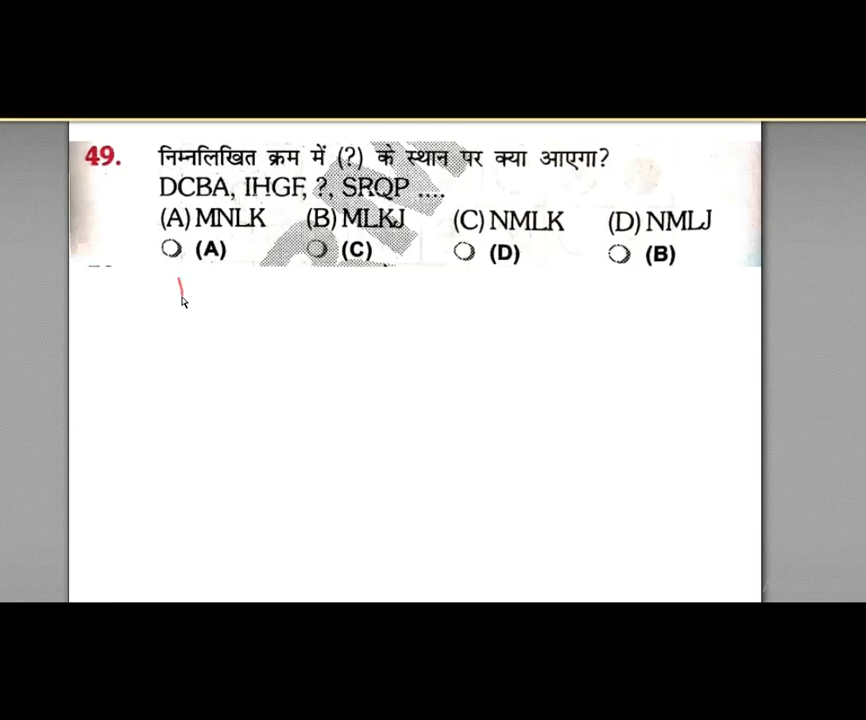 49. निम्नलिखित क्रम में (?) के स्थान पर क्या आएगा?
DCBA, IHGF, ?, SRQP ....
(A) MNLK (B) MLKJ (C) NMLK (D) NMLJ
(A) (C) (D) (B)